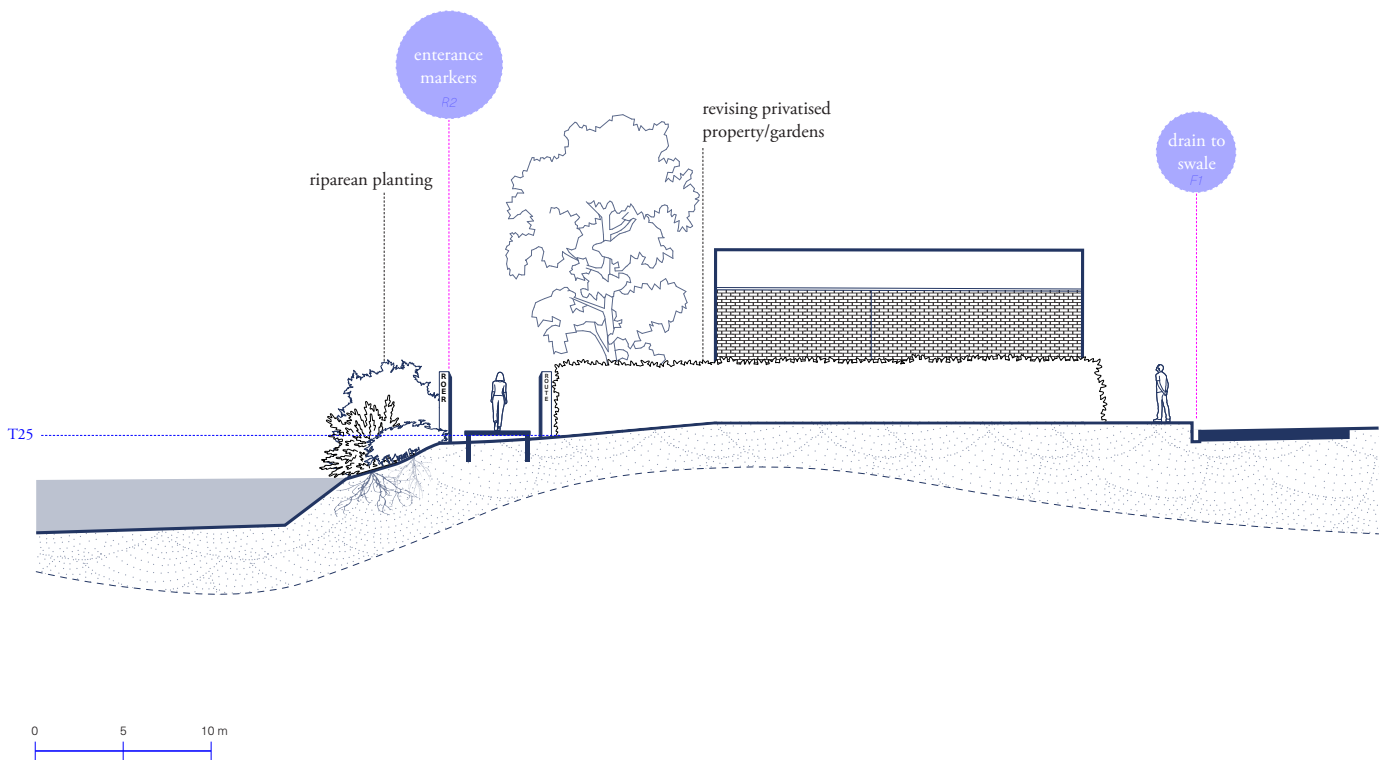 enterance
markers
R2
revising privatised
property/gardens
drain to
swale
F1
riparean planting
ROER
ROUTE
T25
0 5 10 m